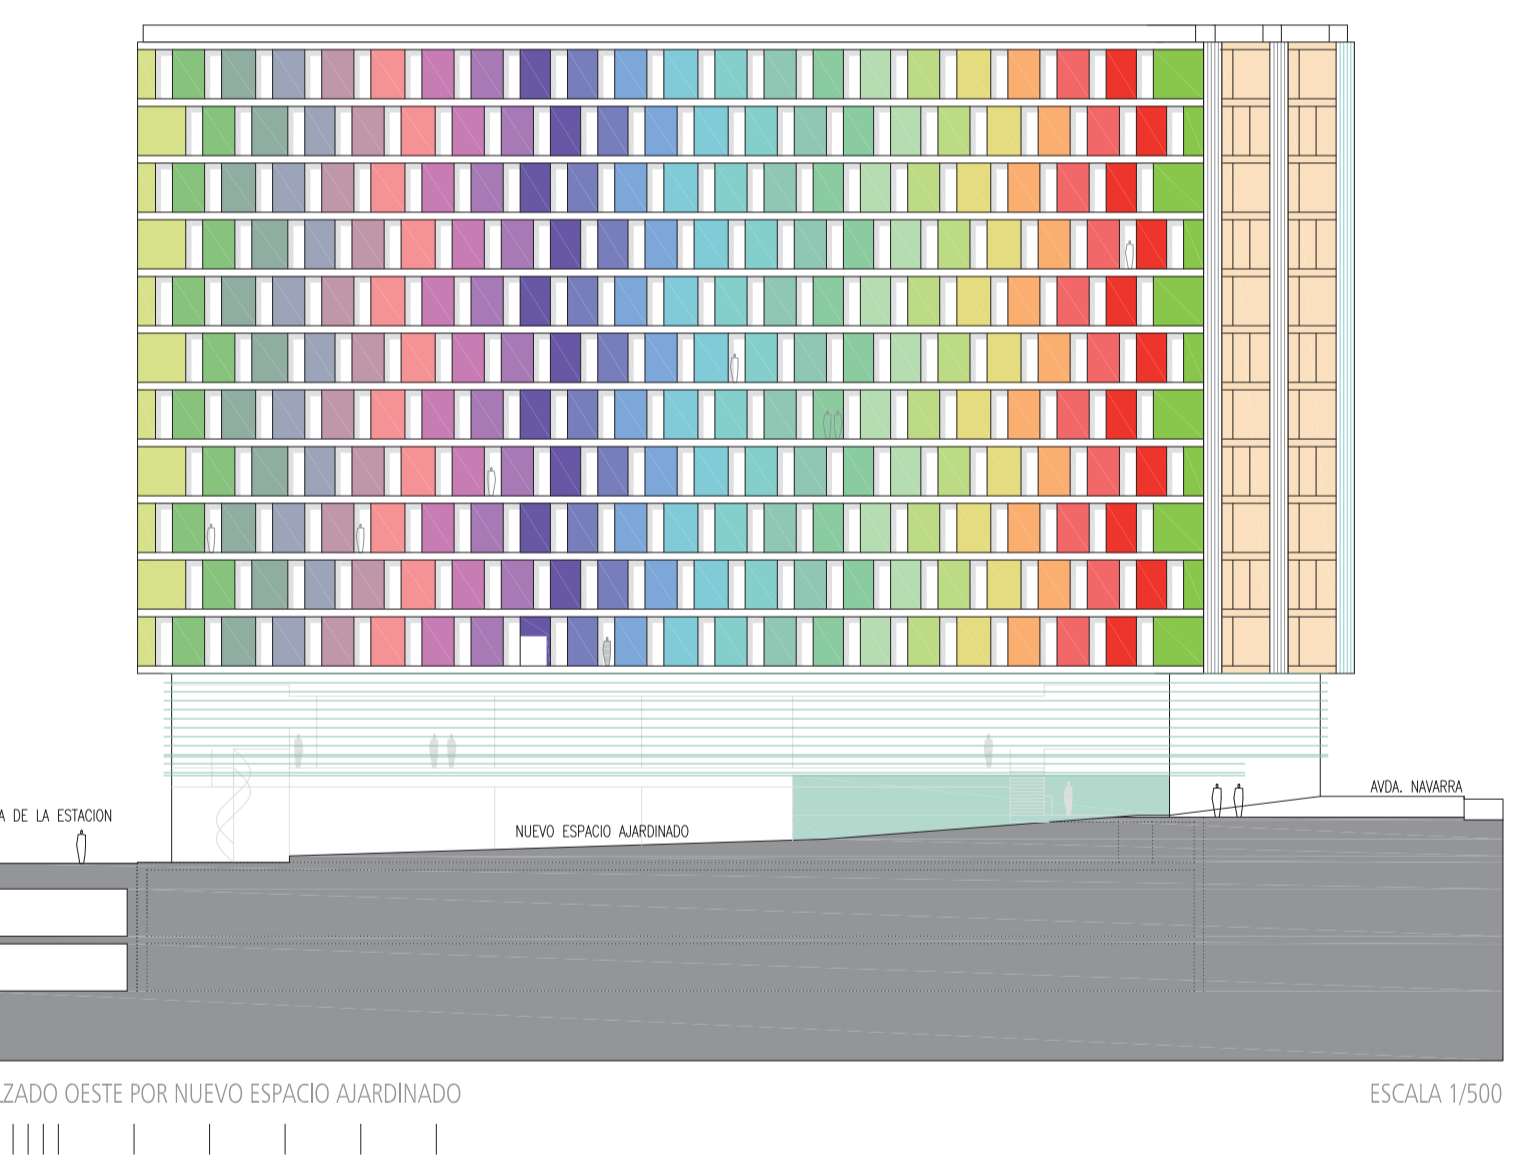 AVDA. NAVARRA
A DE LA ESTACION
NUEVO ESPACIO AJARDINADO
LZADO OESTE POR NUEVO ESPACIO AJARDINADO
ESCALA 1/500